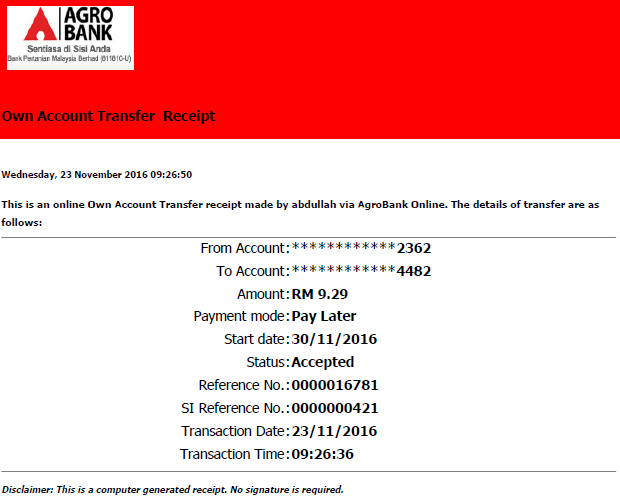 AGRO
BANK
Sentiasa di Sisi Anda
Bank Pertanian Malaysia Berhad (811810-U)
Own Account Transfer Receipt
Wednesday, 23 November 2016 09:26:50
This is an online Own Account Transfer receipt made by abdullah via AgroBank Online. The details of transfer are as
follows:
From Account:************2362
To Account:************4482
Amount:RM 9.29
Payment mode:Pay Later
Start date:30/11/2016
Status:Accepted
Reference No.:0000016781
SI Reference No.:0000000421
Transaction Date:23/11/2016
Transaction Time:09:26:36
Disclaimer: This is a computer generated receipt. No signature is required.